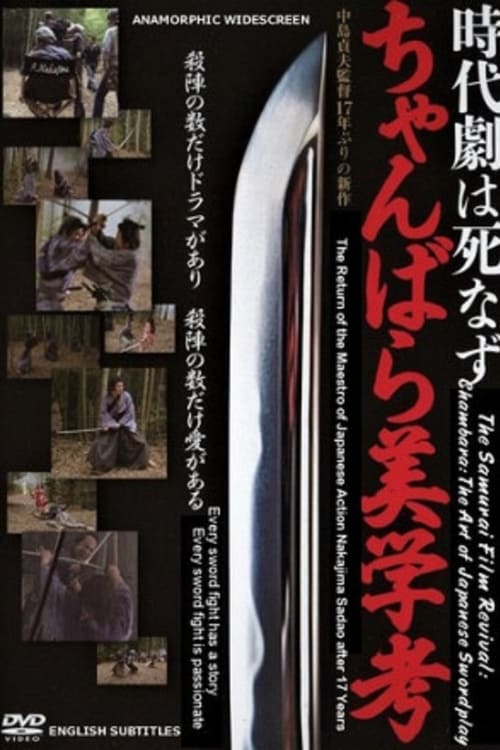 ANAMORPHIC WIDESCREEN
時代劇は死なず
ちゃんばら美学考
中島貞夫監督17年ぶりの新作
殺陣の数だけドラマがあり
殺陣の数だけ愛がある
The Samurai Film Revival:
Chambara: The Art of Japanese Swordplay
The Return of the Maestro of Japanese Action Nakajima Sadao after 17 Years
Every sword fight has a story
Every sword fight is passionate
DVD
VIDEO
ENGLISH SUBTITLES